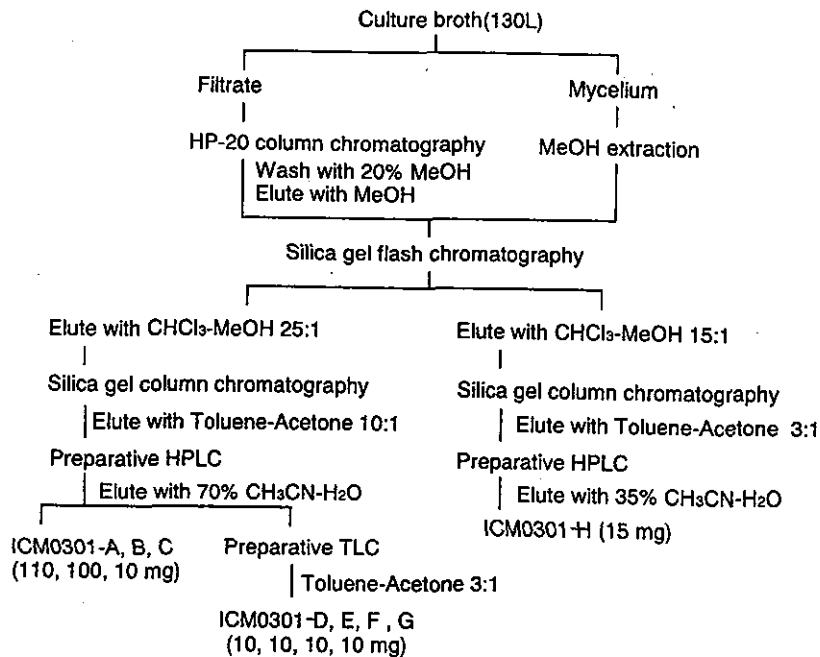 Culture broth(130L)
Filtrate
Mycelium
HP-20 column chromatography
Wash with 20% MeOH
Elute with MeOH
MeOH extraction
Silica gel flash chromatography
Elute with CHCl₃-MeOH 25:1
Silica gel column chromatography
Elute with Toluene-Acetone 10:1
Preparative HPLC
Elute with 70% CH₃CN-H₂O
ICM0301-A, B, C
(110, 100, 10 mg)
Preparative TLC
Toluene-Acetone 3:1
ICM0301-D, E, F , G
(10, 10, 10, 10 mg)
Elute with CHCl₃-MeOH 15:1
Silica gel column chromatography
Elute with Toluene-Acetone 3:1
Preparative HPLC
Elute with 35% CH₃CN-H₂O
ICM0301-H (15 mg)